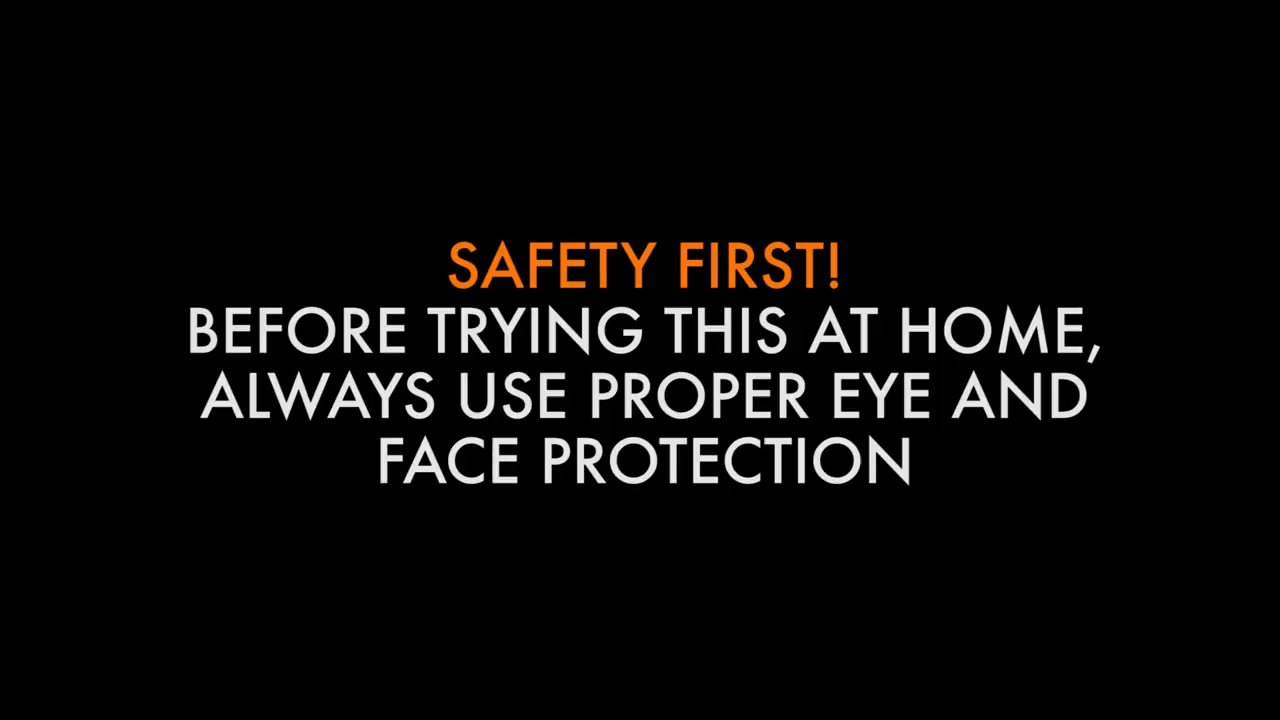 SAFETY FIRST!
BEFORE TRYING THIS AT HOME,
ALWAYS USE PROPER EYE AND
FACE PROTECTION